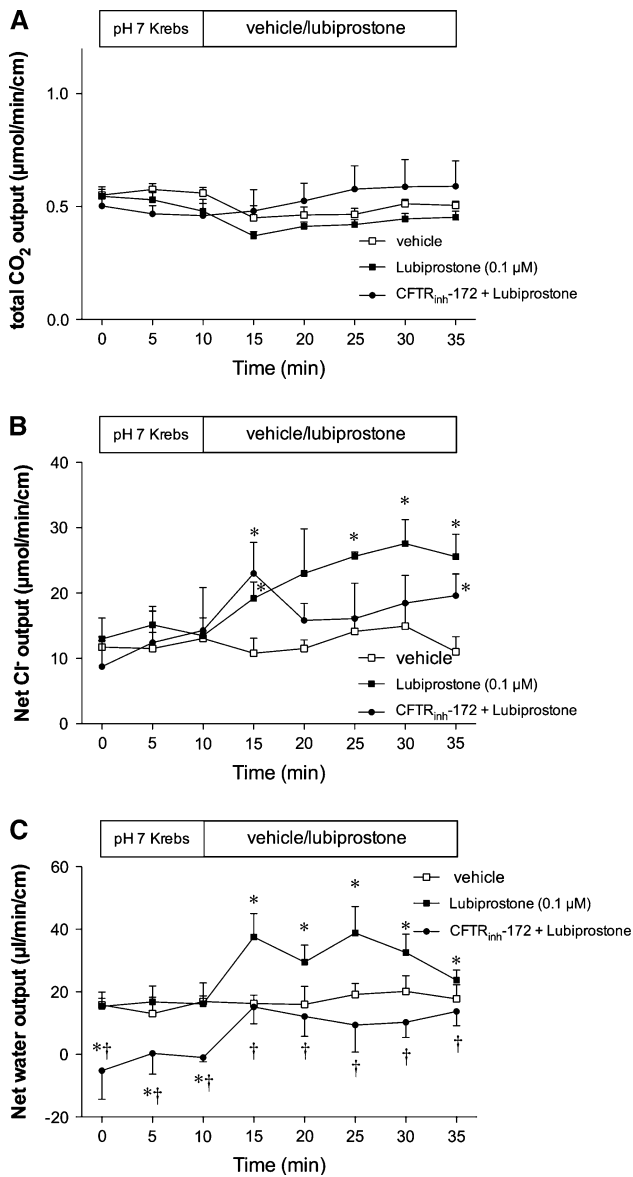 A
pH 7 Krebs
vehicle/lubiprostone
total CO2 output (µmol/min/cm)
1.0
0.5
0.0
vehicle
Lubiprostone (0.1 µM)
CFTRinh-172 + Lubiprostone
0 5 10 15 20 25 30 35
Time (min)
B
pH 7 Krebs
vehicle/lubiprostone
Net Cl- output (µmol/min/cm)
40
30
20
10
0
* * * *
* *
vehicle
Lubiprostone (0.1 µM)
CFTRinh-172 + Lubiprostone
0 5 10 15 20 25 30 35
Time (min)
C
pH 7 Krebs
vehicle/lubiprostone
Net water output (µl/min/cm)
60
40
20
0
-20
vehicle
Lubiprostone (0.1 µM)
CFTRinh-172 + Lubiprostone
* * * * *
*† *† *† † † † † †
0 5 10 15 20 25 30 35
Time (min)